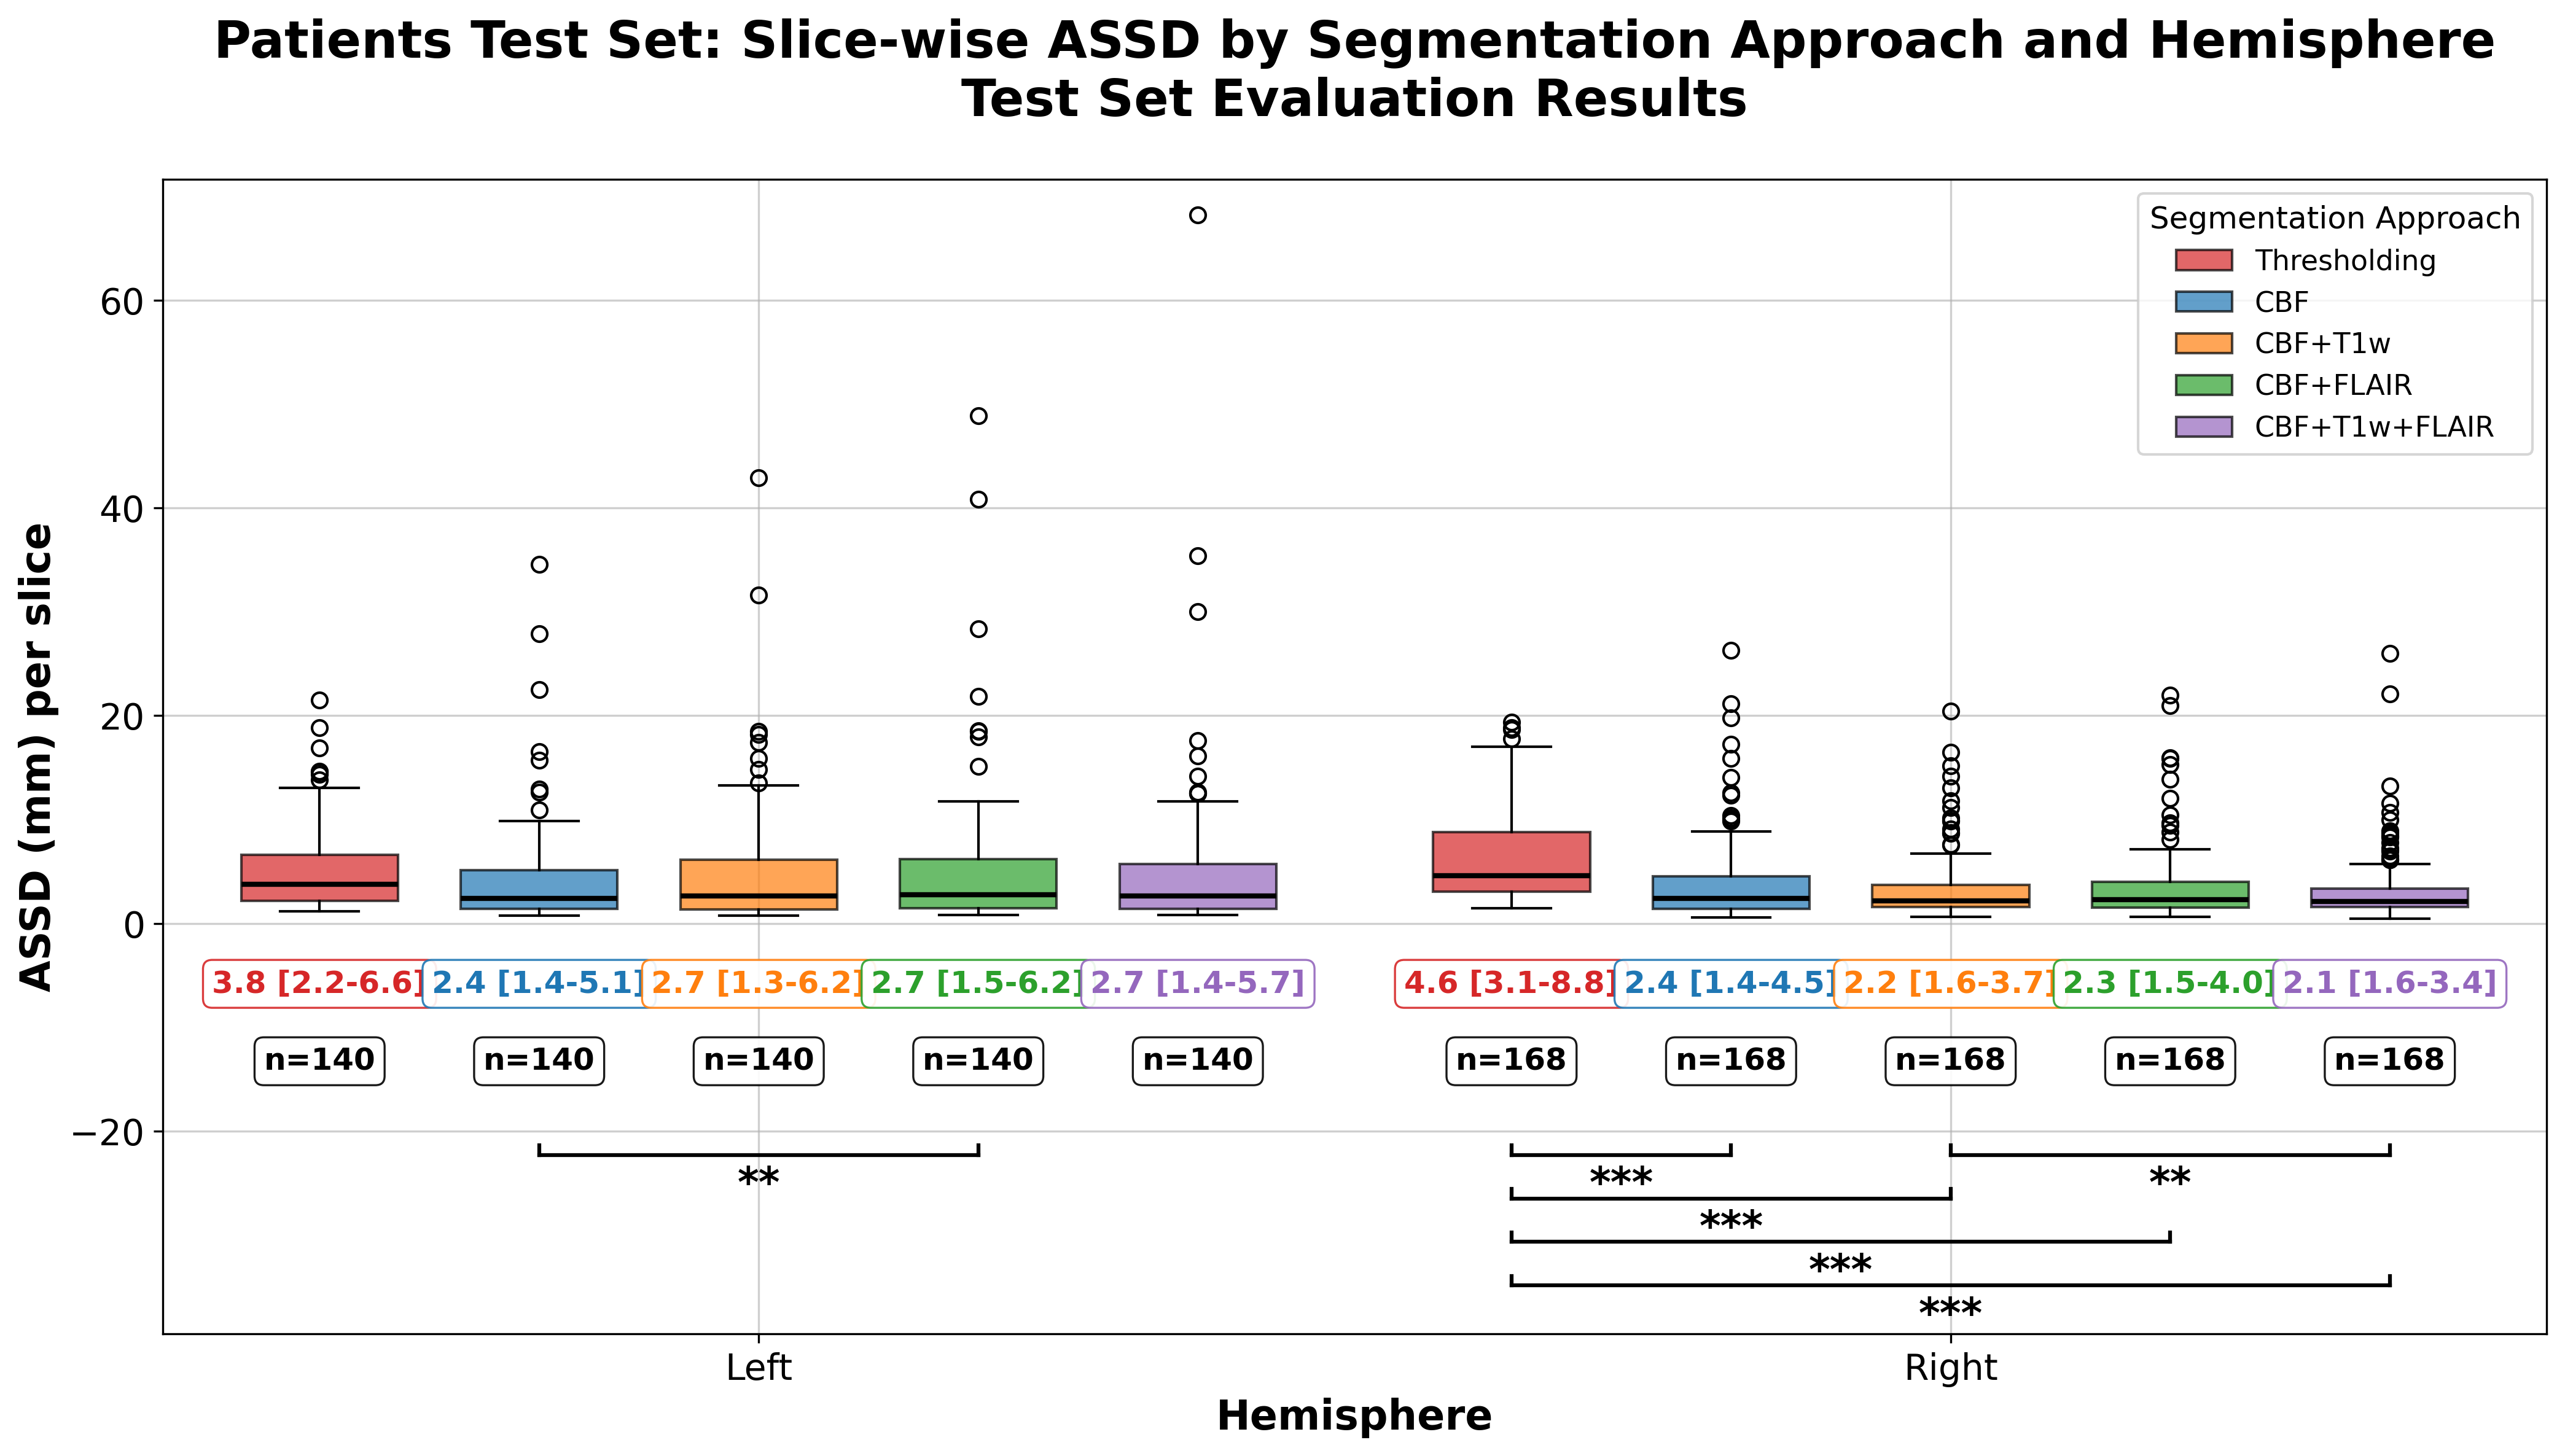 Patients Test Set: Slice-wise ASSD by Segmentation Approach and Hemisphere
Test Set Evaluation Results
Segmentation Approach
Thresholding
CBF
CBF+T1w
CBF+FLAIR
CBF+T1w+FLAIR
ASSD (mm) per slice
60
40
20
0
−20
3.8 [2.2-6.6] 2.4 [1.4-5.1] 2.7 [1.3-6.2] 2.7 [1.5-6.2] 2.7 [1.4-5.7] 4.6 [3.1-8.8] 2.4 [1.4-4.5] 2.2 [1.6-3.7] 2.3 [1.5-4.0] 2.1 [1.6-3.4]
n=140 n=140 n=140 n=140 n=140 n=168 n=168 n=168 n=168 n=168
** *** **
***
***
***
Left Right
Hemisphere